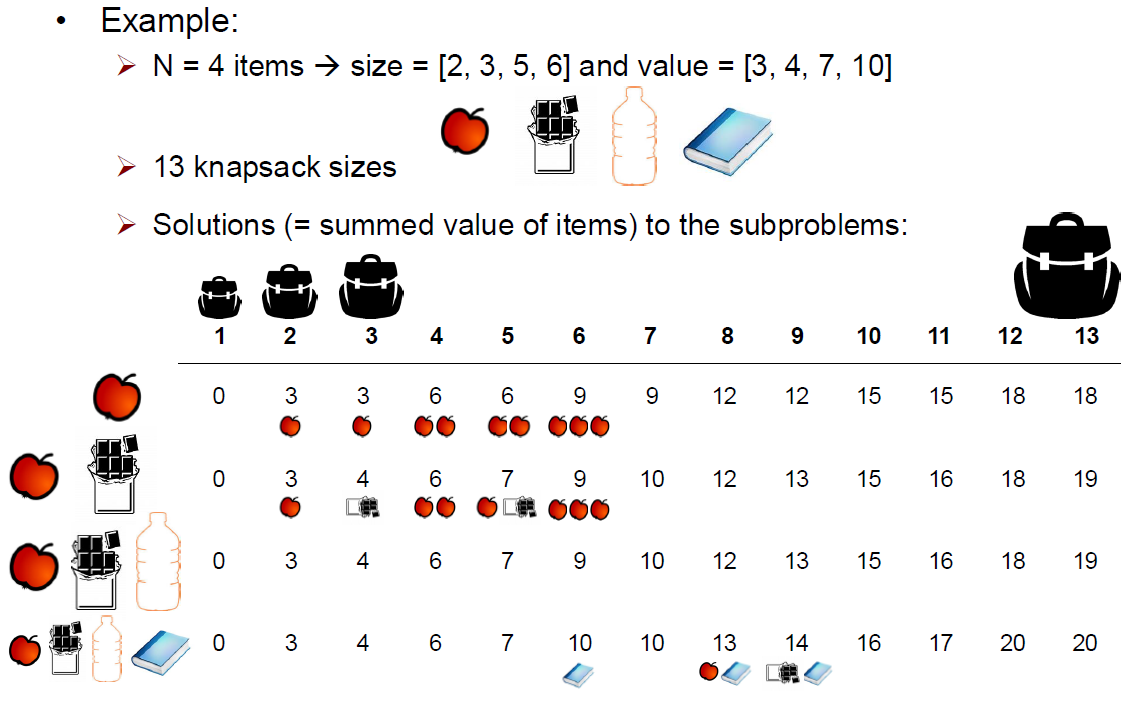 • Example:
➢ N = 4 items → size = [2, 3, 5, 6] and value = [3, 4, 7, 10]
➢ 13 knapsack sizes
➢ Solutions (= summed value of items) to the subproblems:
1 2 3 4 5 6 7 8 9 10 11 12 13
0 3 3 6 6 9 9 12 12 15 15 18 18
0 3 4 6 7 9 10 12 13 15 16 18 19
0 3 4 6 7 9 10 12 13 15 16 18 19
0 3 4 6 7 10 10 13 14 16 17 20 20